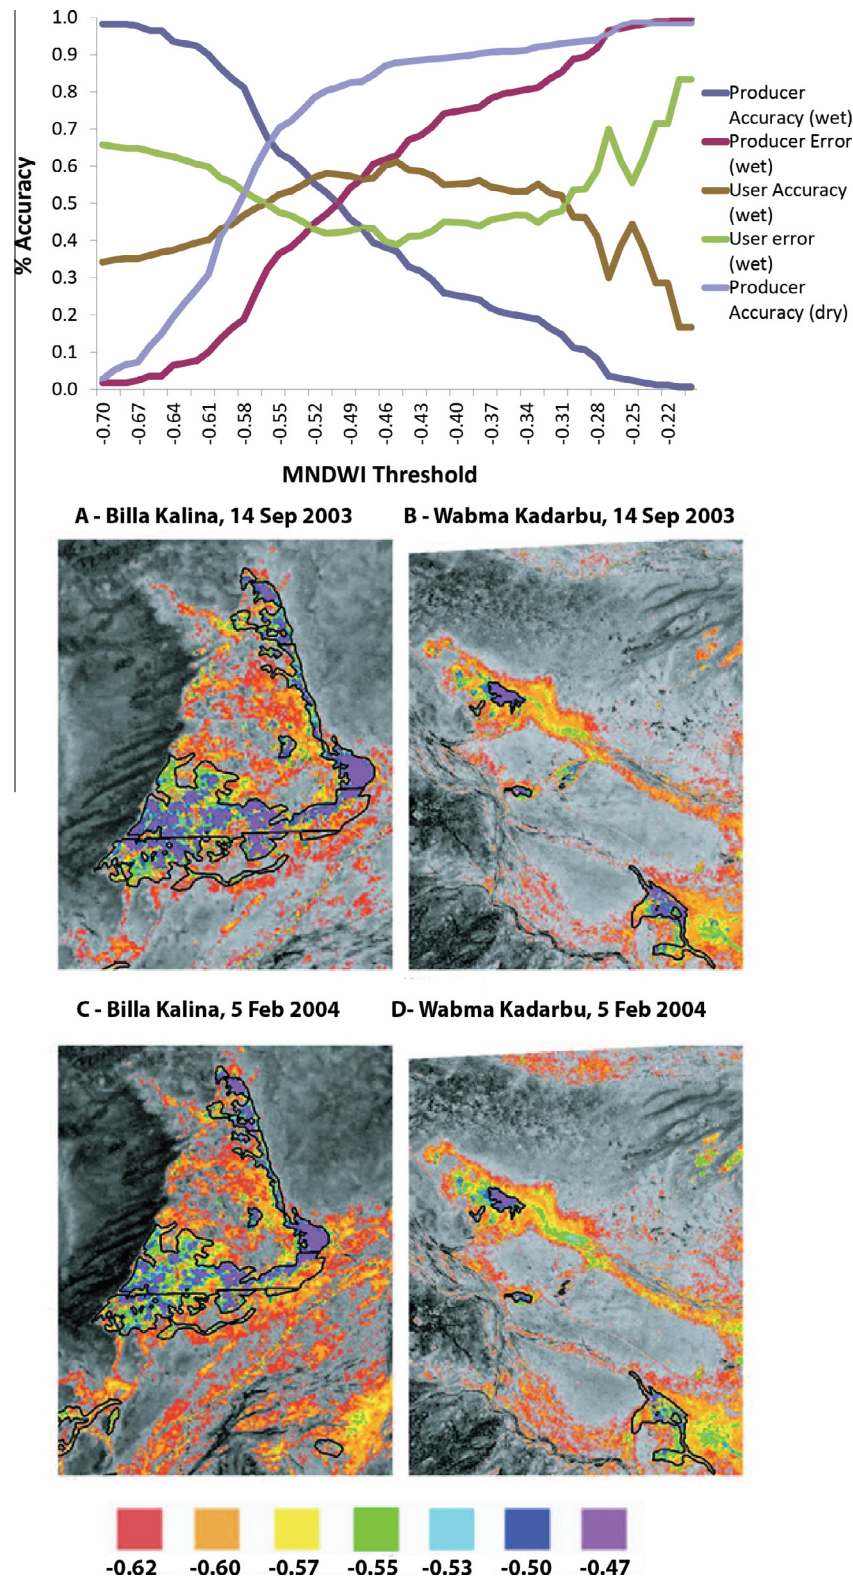 1.0
0.9
0.8
0.7
0.6
0.5
0.4
0.3
0.2
0.1
0.0
% Accuracy
-0.70
-0.67
-0.64
-0.61
-0.58
-0.55
-0.52
-0.49
-0.46
-0.43
-0.40
-0.37
-0.34
-0.31
-0.28
-0.25
-0.22
MNDWI Threshold
Producer
Accuracy (wet)
Producer Error
(wet)
User Accuracy
(wet)
User error
(wet)
Producer
Accuracy (dry)
A - Billa Kalina, 14 Sep 2003
B - Wabma Kadarbu, 14 Sep 2003
C - Billa Kalina, 5 Feb 2004
D- Wabma Kadarbu, 5 Feb 2004
-0.62 -0.60 -0.57 -0.55 -0.53 -0.50 -0.47